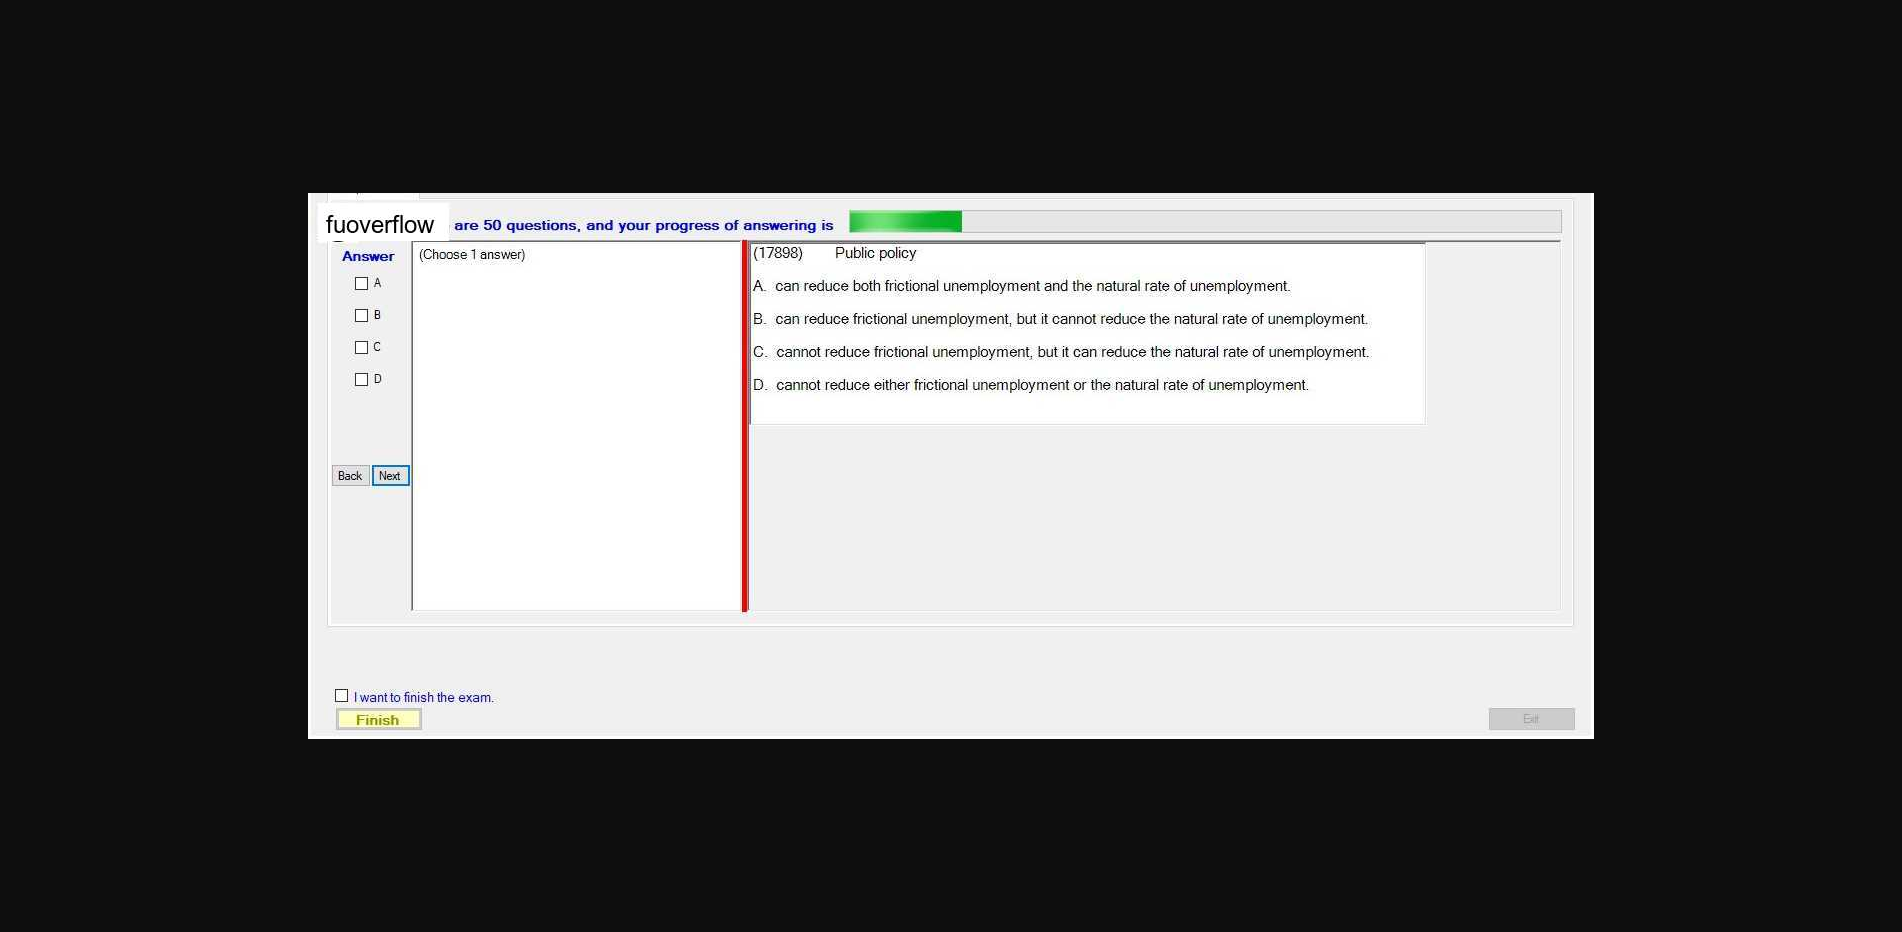 fuoverflow are 50 questions, and your progress of answering is
Answer
(Choose 1 answer)
A
B
C
D
Back Next
(17898) Public policy
A. can reduce both frictional unemployment and the natural rate of unemployment.
B. can reduce frictional unemployment, but it cannot reduce the natural rate of unemployment.
C. cannot reduce frictional unemployment, but it can reduce the natural rate of unemployment.
D. cannot reduce either frictional unemployment or the natural rate of unemployment.
I want to finish the exam.
Finish
Exit